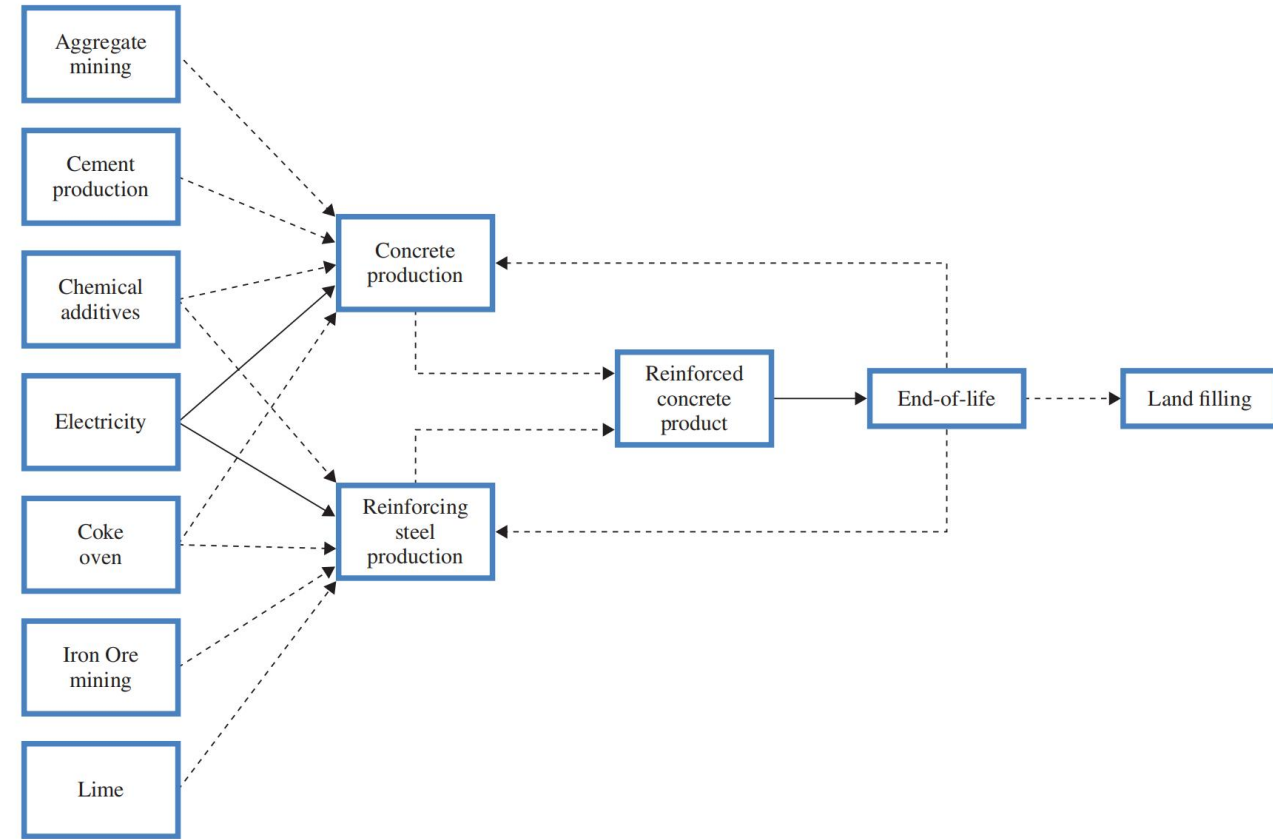 Aggregate
mining
Cement
production
Chemical
additives
Electricity
Coke
oven
Iron Ore
mining
Lime
Concrete
production
Reinforcing
steel
production
Reinforced
concrete
product
End-of-life
Land filling